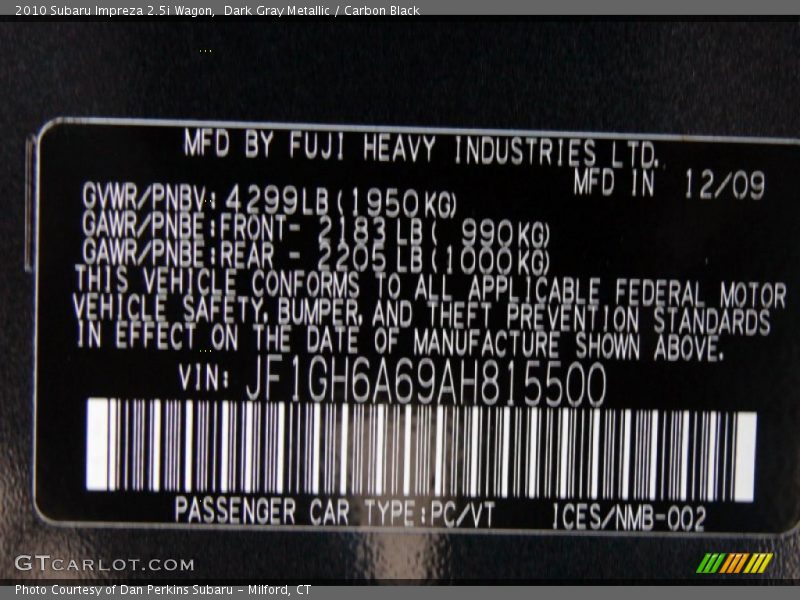 2010 Subaru Impreza 2.5i Wagon,  Dark Gray Metallic / Carbon Black
MFD BY FUJI HEAVY INDUSTRIES LTD.
MFD IN 12/09
GVWR/PNBV: 4299LB(1950KG)
GAWR/PNBE:FRONT- 2183LB( 990KG)
GAWR/PNBE:REAR - 2205LB(1000KG)
THIS VEHICLE CONFORMS TO ALL APPLICABLE FEDERAL MOTOR
VEHICLE SAFETY,BUMPER, AND THEFT PREVENTION STANDARDS
IN EFFECT ON THE DATE OF MANUFACTURE SHOWN ABOVE.
VIN: JF1GH6A69AH815500
PASSENGER CAR TYPE:PC/VT ICES/NMB-002
GTCARLOT.COM
Photo Courtesy of Dan Perkins Subaru - Milford, CT